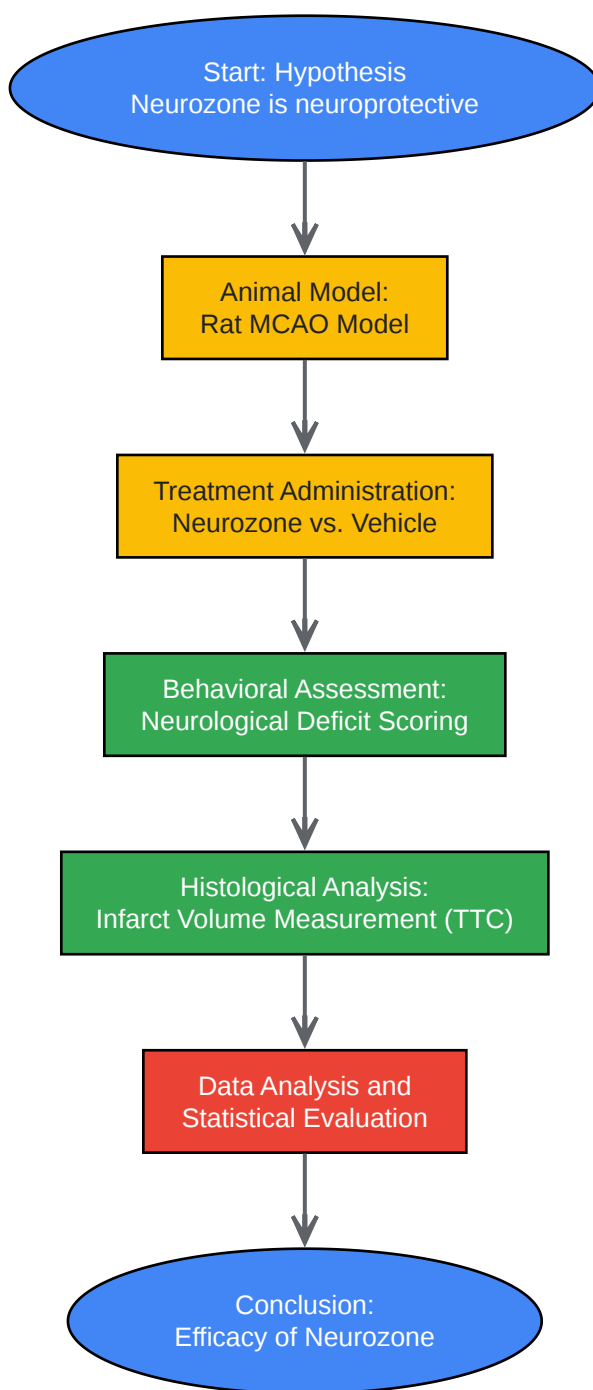 Start: Hypothesis
Neurozone is neuroprotective
Animal Model:
Rat MCAO Model
Treatment Administration:
Neurozone vs. Vehicle
Behavioral Assessment:
Neurological Deficit Scoring
Histological Analysis:
Infarct Volume Measurement (TTC)
Data Analysis and
Statistical Evaluation
Conclusion:
Efficacy of Neurozone